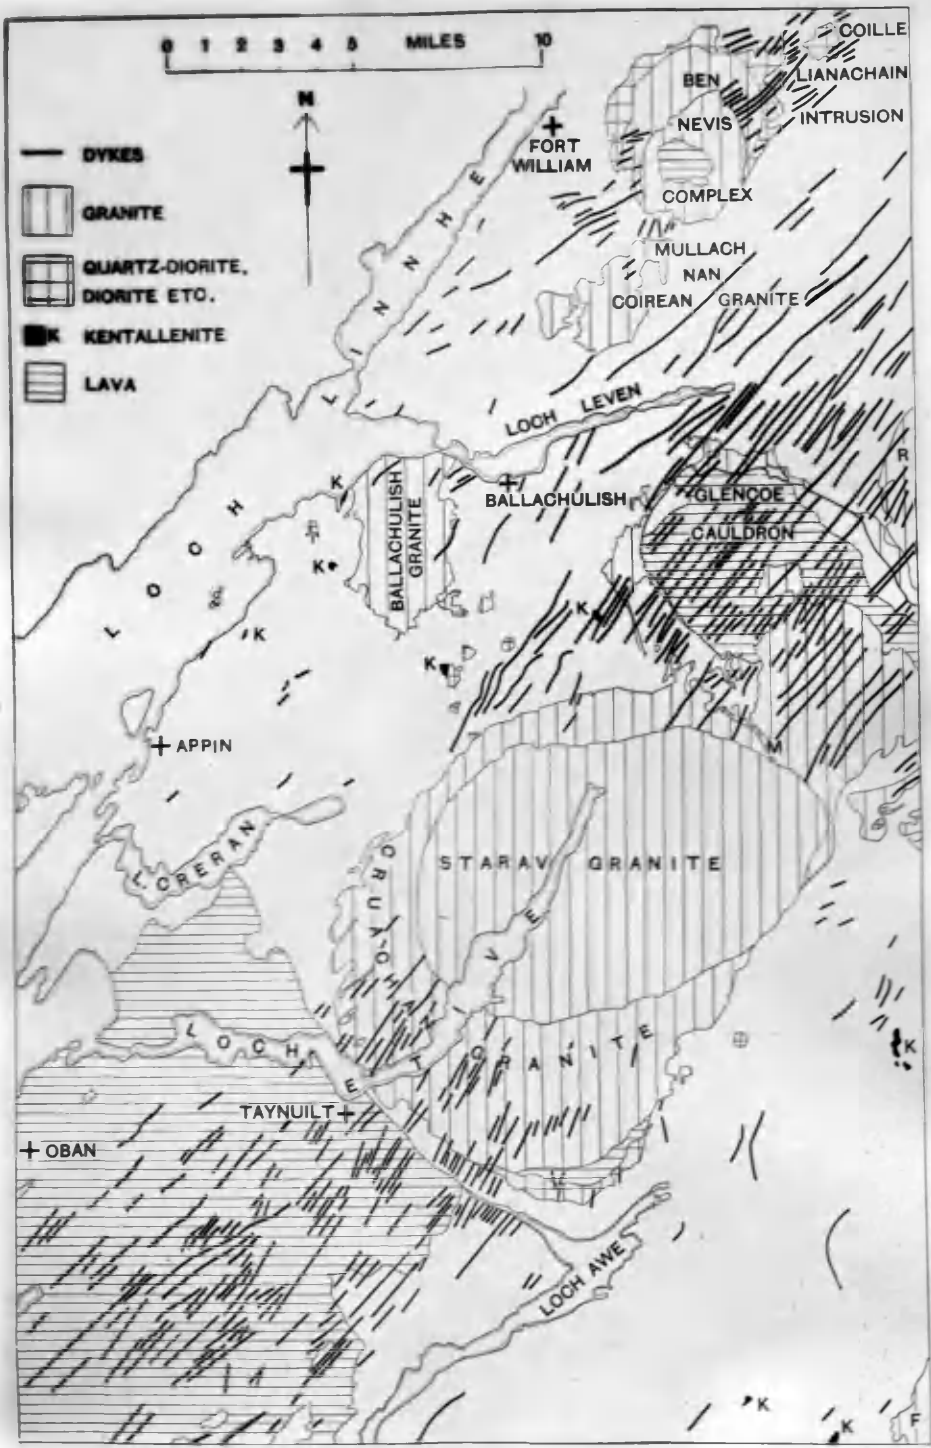 0 1 2 3 4 5 MILES 10
N
DYKES
GRANITE
QUARTZ-DIORITE,
DIORITE ETC.
K KENTALLENITE
LAVA
COILLE
LIANACHAIN
INTRUSION
BEN
NEVIS
COMPLEX
FORT
WILLIAM
MULLACH
NAN
COIREAN GRANITE
LOCH LINNHE
LOCH LEVEN
BALLACHULISH
BALLACHULISH
GRANITE
GLENCOE
CAULDRON
R
K
K
K
K
K
M
APPIN
L. CRERAN
CRUACHAN GRANITE
STARAV GRANITE
LOCH ETIVE
TAYNUILT
OBAN
LOCH AWE
K
K
K
F